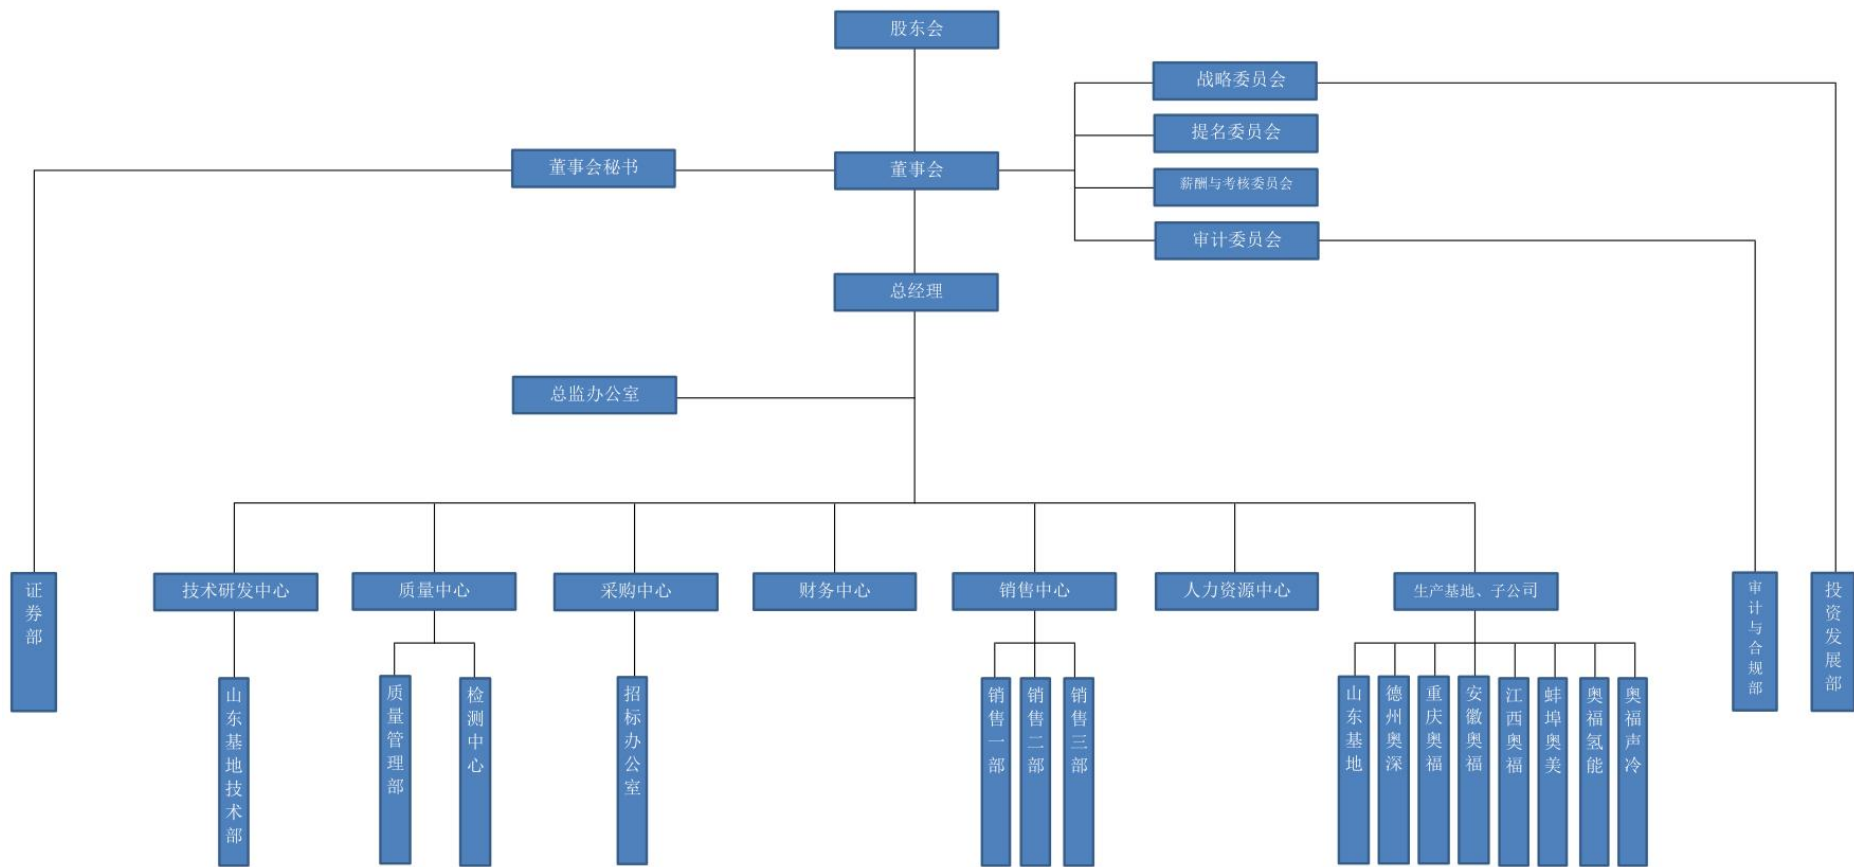 股东会
战略委员会
提名委员会
董事会秘书
董事会
薪酬与考核委员会
审计委员会
总经理
总监办公室
证券部
技术研发中心
质量中心
采购中心
财务中心
销售中心
人力资源中心
生产基地、子公司
审计与合规部
投资发展部
山东基地技术部
质量管理部
检测中心
招标办公室
销售一部
销售二部
销售三部
山东基地
德州奥深
重庆奥福
安徽奥福
江西奥福
蚌埠奥美
奥福氢能
奥福声冷